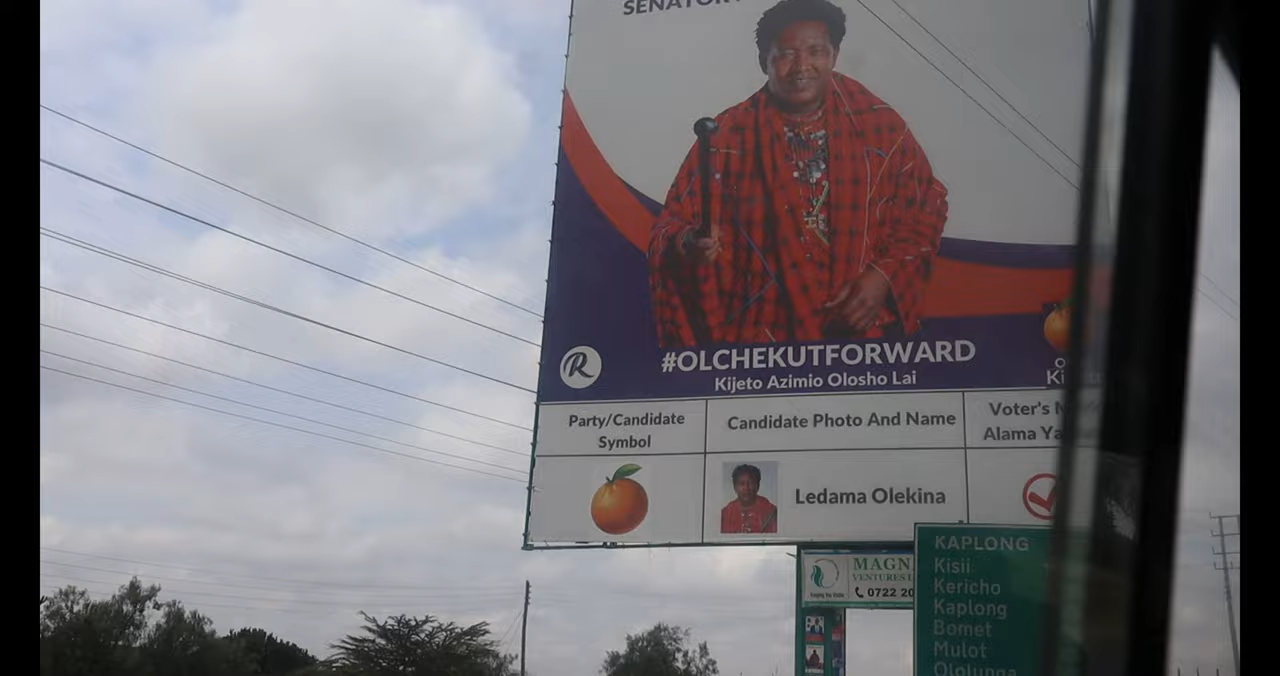 SENATOR
R
#OLCHEKUTFORWARD
Kijeto Azimio Olosho Lai
Party/Candidate
Symbol
Candidate Photo And Name
Voter's
Alama Ya
Ledama Olekina
MAGN
VENTURES
0722 20
KAPLONG
Kisii
Kericho
Kaplong
Bomet
Mulot
Ololunga